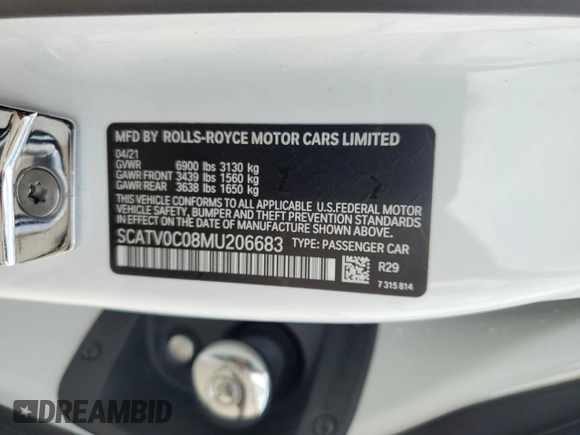 MFD BY ROLLS-ROYCE MOTOR CARS LIMITED
04/21
GVWR 6900 lbs 3130 kg
GAWR FRONT 3439 lbs 1560 kg
GAWR REAR 3638 lbs 1650 kg
THIS VEHICLE CONFORMS TO ALL APPLICABLE U.S.FEDERAL MOTOR
VEHICLE SAFETY, BUMPER AND THEFT PREVENTION STANDARDS
IN EFFECT ON THE DATE OF MANUFACTURE SHOWN ABOVE.
SCATV0C08MU206683 TYPE: PASSENGER CAR
R29
7 315 814
DREAMBID